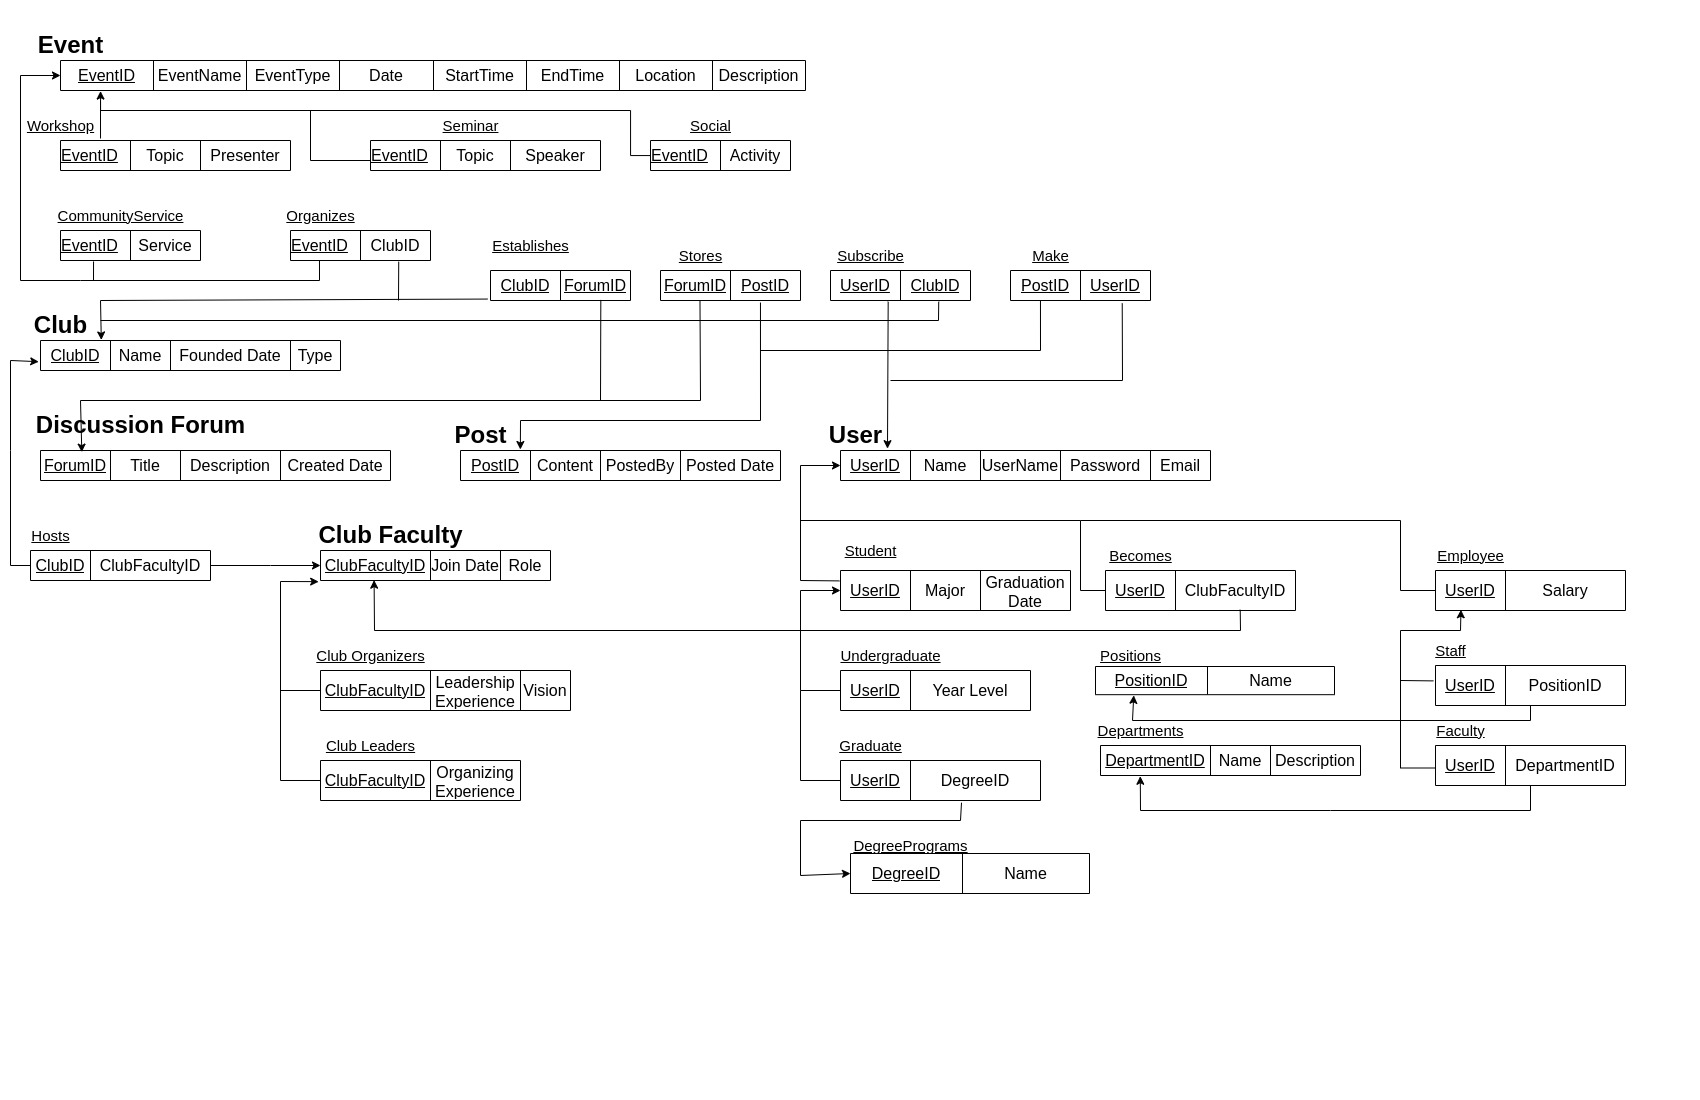 Event
EventID EventName EventType Date StartTime EndTime Location Description
Workshop Seminar Social
EventID Topic Presenter EventID Topic Speaker EventID Activity
CommunityService Organizes
EventID Service EventID ClubID
Establishes Stores Subscribe Make
ClubID ForumID ForumID PostID UserID ClubID PostID UserID
Club
ClubID Name Founded Date Type
Discussion Forum Post User
ForumID Title Description Created Date PostID Content PostedBy Posted Date UserID Name UserName Password Email
Hosts Club Faculty
ClubID ClubFacultyID ClubFacultyID Join Date Role
Student Becomes Employee
UserID Major Graduation
Date UserID ClubFacultyID UserID Salary
Club Organizers Undergraduate Positions Staff
ClubFacultyID Leadership
Experience Vision UserID Year Level PositionID Name UserID PositionID
Departments Faculty
DepartmentID Name Description UserID DepartmentID
Club Leaders Graduate
ClubFacultyID Organizing
Experience UserID DegreeID
DegreePrograms
DegreeID Name